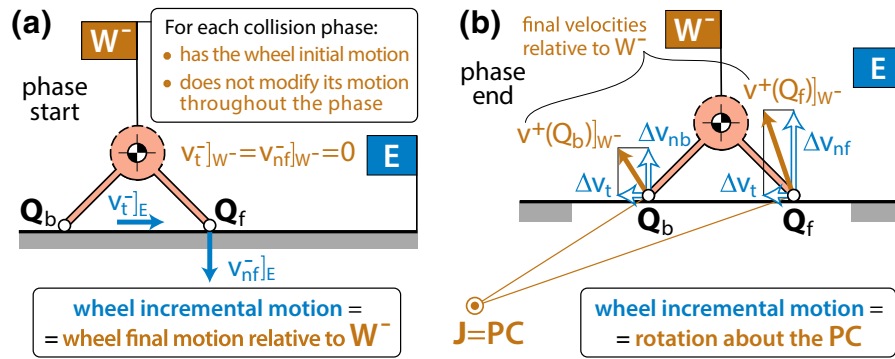 (a)
W⁻
For each collision phase:
• has the wheel initial motion
• does not modify its motion
throughout the phase
phase
start
v⁻ₜ]W⁻=v⁻nf]W⁻=0
E
Qb
v⁻ₜ]E
Qf
v⁻nf]E
wheel incremental motion =
= wheel final motion relative to W⁻
(b)
final velocities
relative to W⁻
W⁻
E
phase
end
v⁺(Qb)]W⁻
v⁺(Qf)]W⁻
Δvnb
Δvnf
Δvₜ
Δvₜ
Qb
Qf
J=PC
wheel incremental motion =
= rotation about the PC